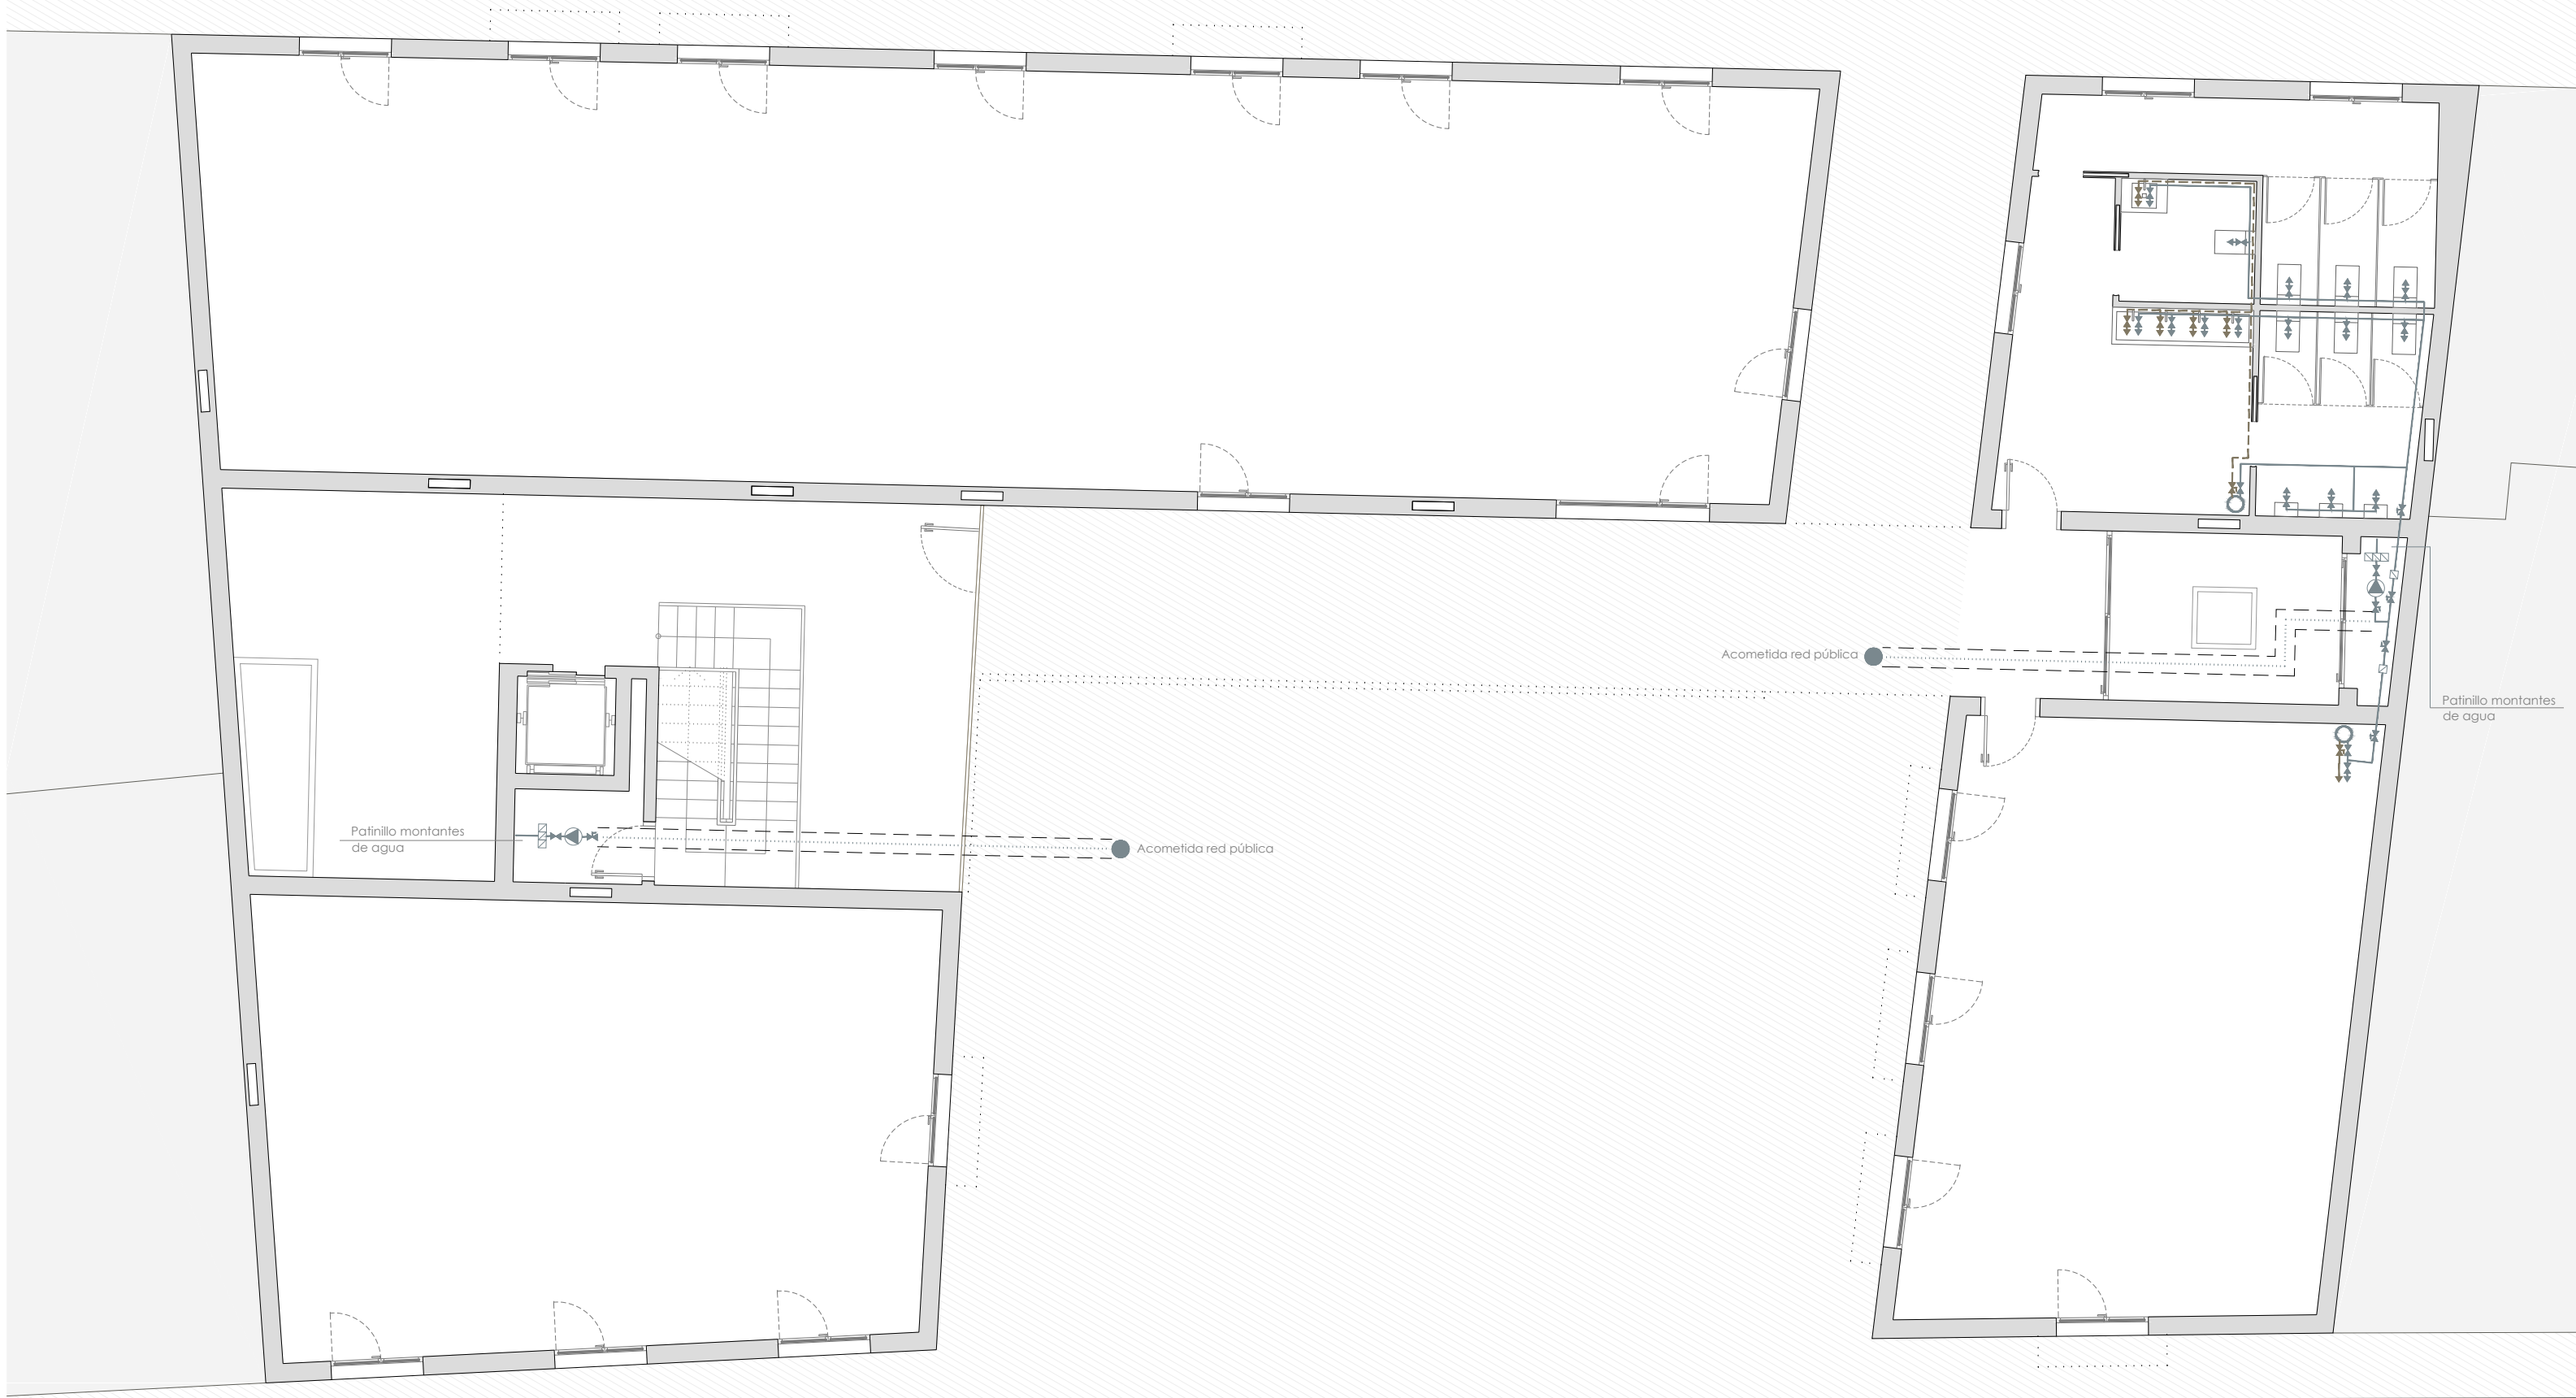 Acometida red pública
Patinillo montantes
de agua
Patinillo montantes
de agua
Acometida red pública